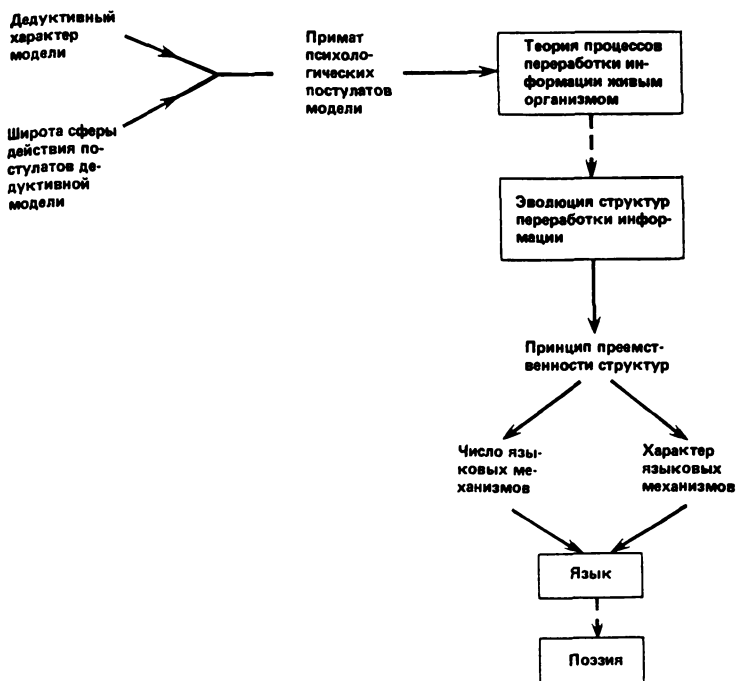 Дедуктивный
характер
модели
Широта сферы
действия по-
стулатов де-
дуктивной
модели
Примат
психоло-
гических
постулатов
модели
Теория процессов
переработки ин-
формации живым
организмом
Эволюция структур
переработки инфор-
мации
Принцип преемст-
венности структур
Число язы-
ковых ме-
ханизмов
Характер
языковых
механизмов
Язык
Поэзия